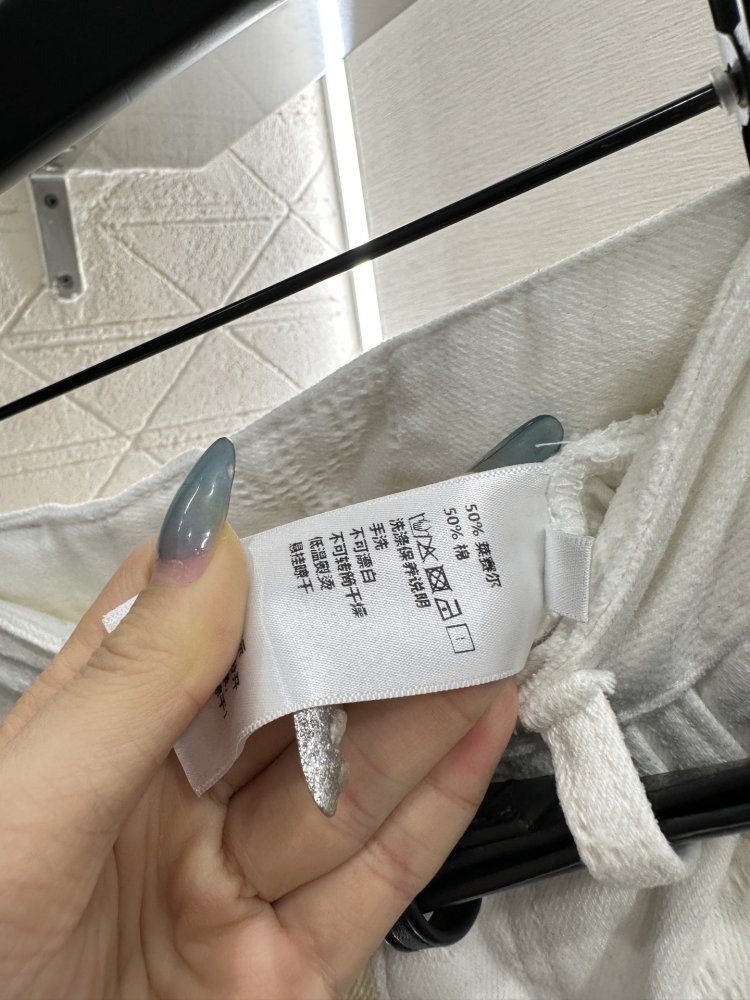 50% 莱赛尔
50% 棉
洗涤保养说明
手洗
不可漂白
不可转筒干燥
低温熨烫
悬挂晾干